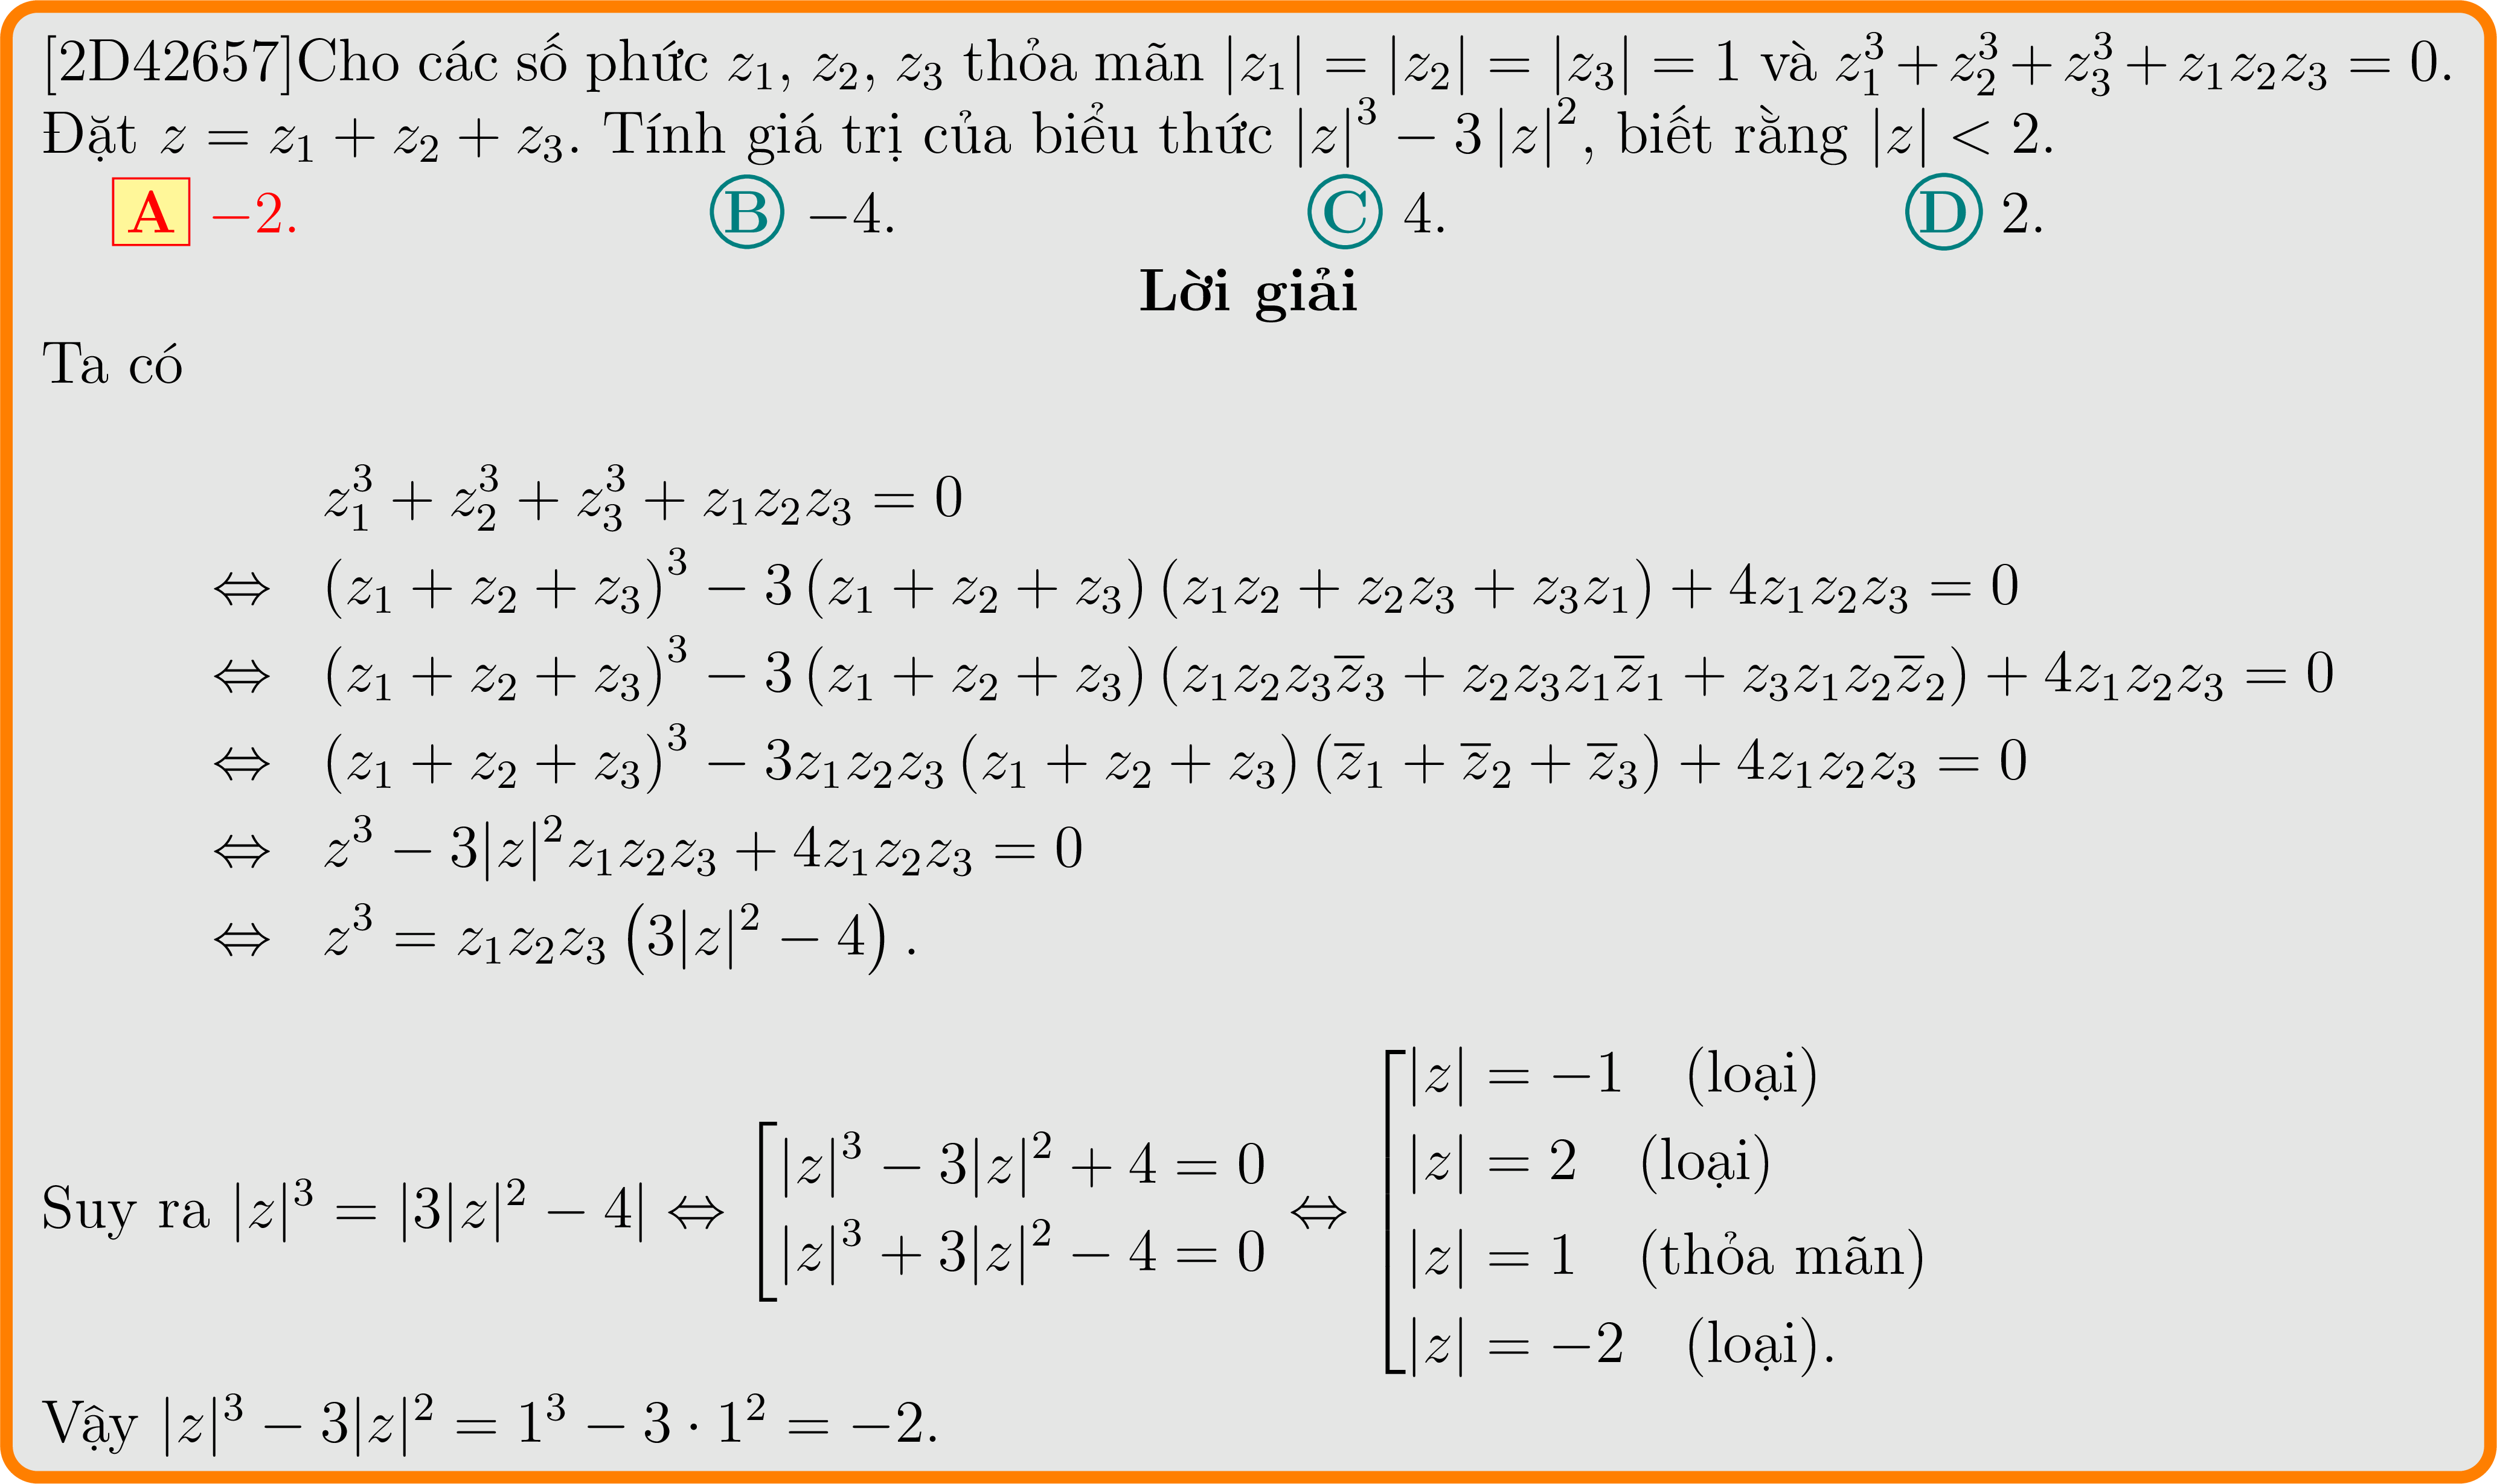 [2D42657]Cho các số phức $z_1$, $z_2$, $z_3$ thỏa mãn $|z_1| = |z_2| = |z_3| = 1$ và $z_1^3 + z_2^3 + z_3^3 + z_1z_2z_3 = 0$.
Đặt $z = z_1 + z_2 + z_3$. Tính giá trị của biểu thức $|z|^3 - 3|z|^2$, biết rằng $|z| < 2$.
A −2. B −4. C 4. D 2.
Lời giải
Ta có
$z_1^3 + z_2^3 + z_3^3 + z_1z_2z_3 = 0$
$\Leftrightarrow (z_1 + z_2 + z_3)^3 - 3(z_1 + z_2 + z_3)(z_1z_2 + z_2z_3 + z_3z_1) + 4z_1z_2z_3 = 0$
$\Leftrightarrow (z_1 + z_2 + z_3)^3 - 3(z_1 + z_2 + z_3)(z_1z_2z_3\overline{z}_3 + z_2z_3z_1\overline{z}_1 + z_3z_1z_2\overline{z}_2) + 4z_1z_2z_3 = 0$
$\Leftrightarrow (z_1 + z_2 + z_3)^3 - 3z_1z_2z_3(z_1 + z_2 + z_3)(\overline{z}_1 + \overline{z}_2 + \overline{z}_3) + 4z_1z_2z_3 = 0$
$\Leftrightarrow z^3 - 3|z|^2z_1z_2z_3 + 4z_1z_2z_3 = 0$
$\Leftrightarrow z^3 = z_1z_2z_3(3|z|^2 - 4).$
Suy ra $|z|^3 = |3|z|^2 - 4| \Leftrightarrow \left[\begin{array}{l}|z|^3 - 3|z|^2 + 4 = 0 \\ |z|^3 + 3|z|^2 - 4 = 0\end{array}\right. \Leftrightarrow \left[\begin{array}{l}|z| = -1 \quad \text{(loại)} \\ |z| = 2 \quad \text{(loại)} \\ |z| = 1 \quad \text{(thỏa mãn)} \\ |z| = -2 \quad \text{(loại).}\end{array}\right.$
Vậy $|z|^3 - 3|z|^2 = 1^3 - 3 \cdot 1^2 = -2.$